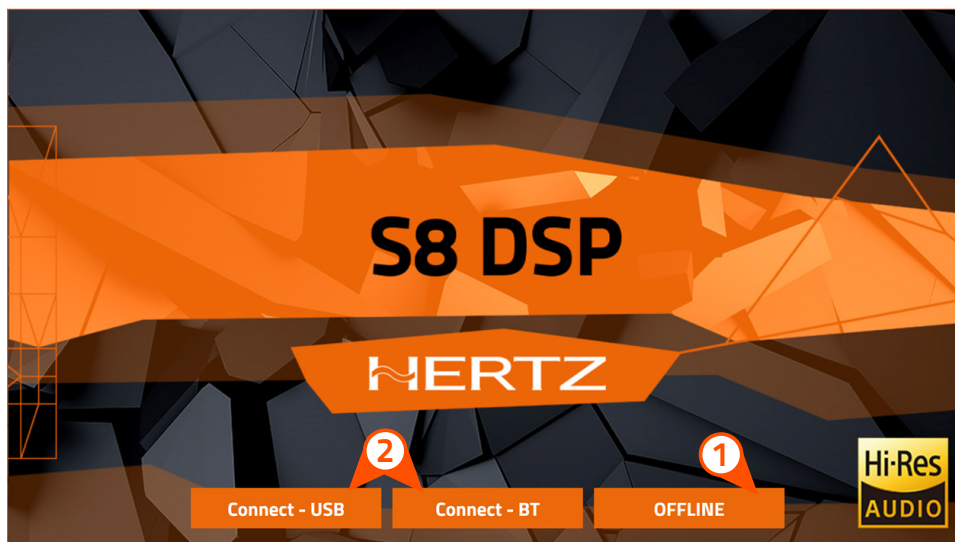 S8 DSP
HERTZ
2
1
Connect - USB
Connect - BT
OFFLINE
Hi-Res
AUDIO